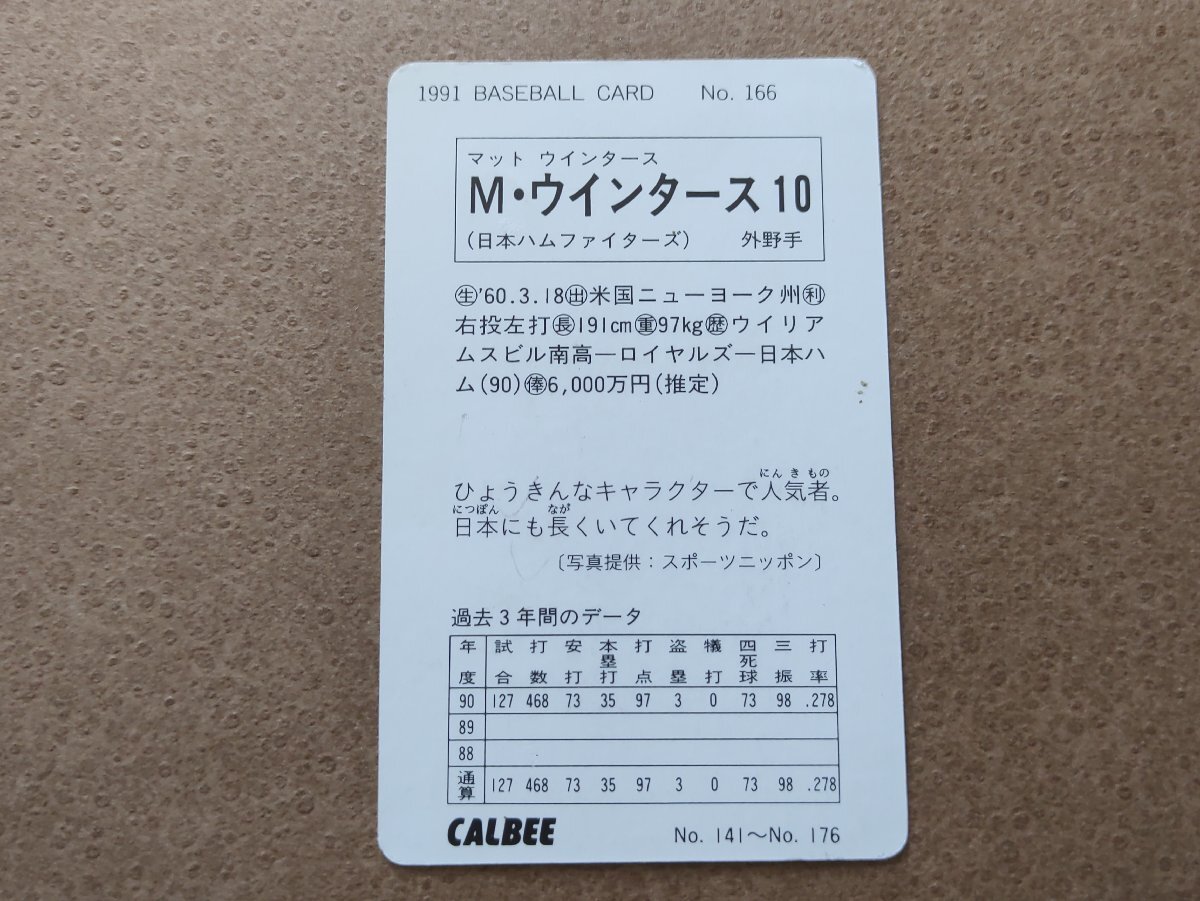 1991 BASEBALL CARD No. 166
マット ウインタース
M・ウインタース 10
(日本ハムファイターズ) 外野手
㊤'60.3.18㊥米国ニューヨーク州㊒
右投左打㊧191cm㊨97kg㊩ウイリア
ムスビル南高―ロイヤルズ―日本ハ
ム(90)㊫6,000万円(推定)
にんきもの
ひょうきんなキャラクターで人気者。
にっぽん なが
日本にも長くいてくれそうだ。
〔写真提供:スポーツニッポン〕
過去3年間のデータ
年度 試合 打数 安打 本塁打 打点 盗塁 犠打 四死球 三振 打率
90 127 468 73 35 97 3 0 73 98 .278
89
88
通算 127 468 73 35 97 3 0 73 98 .278
CALBEE No. 141〜No. 176